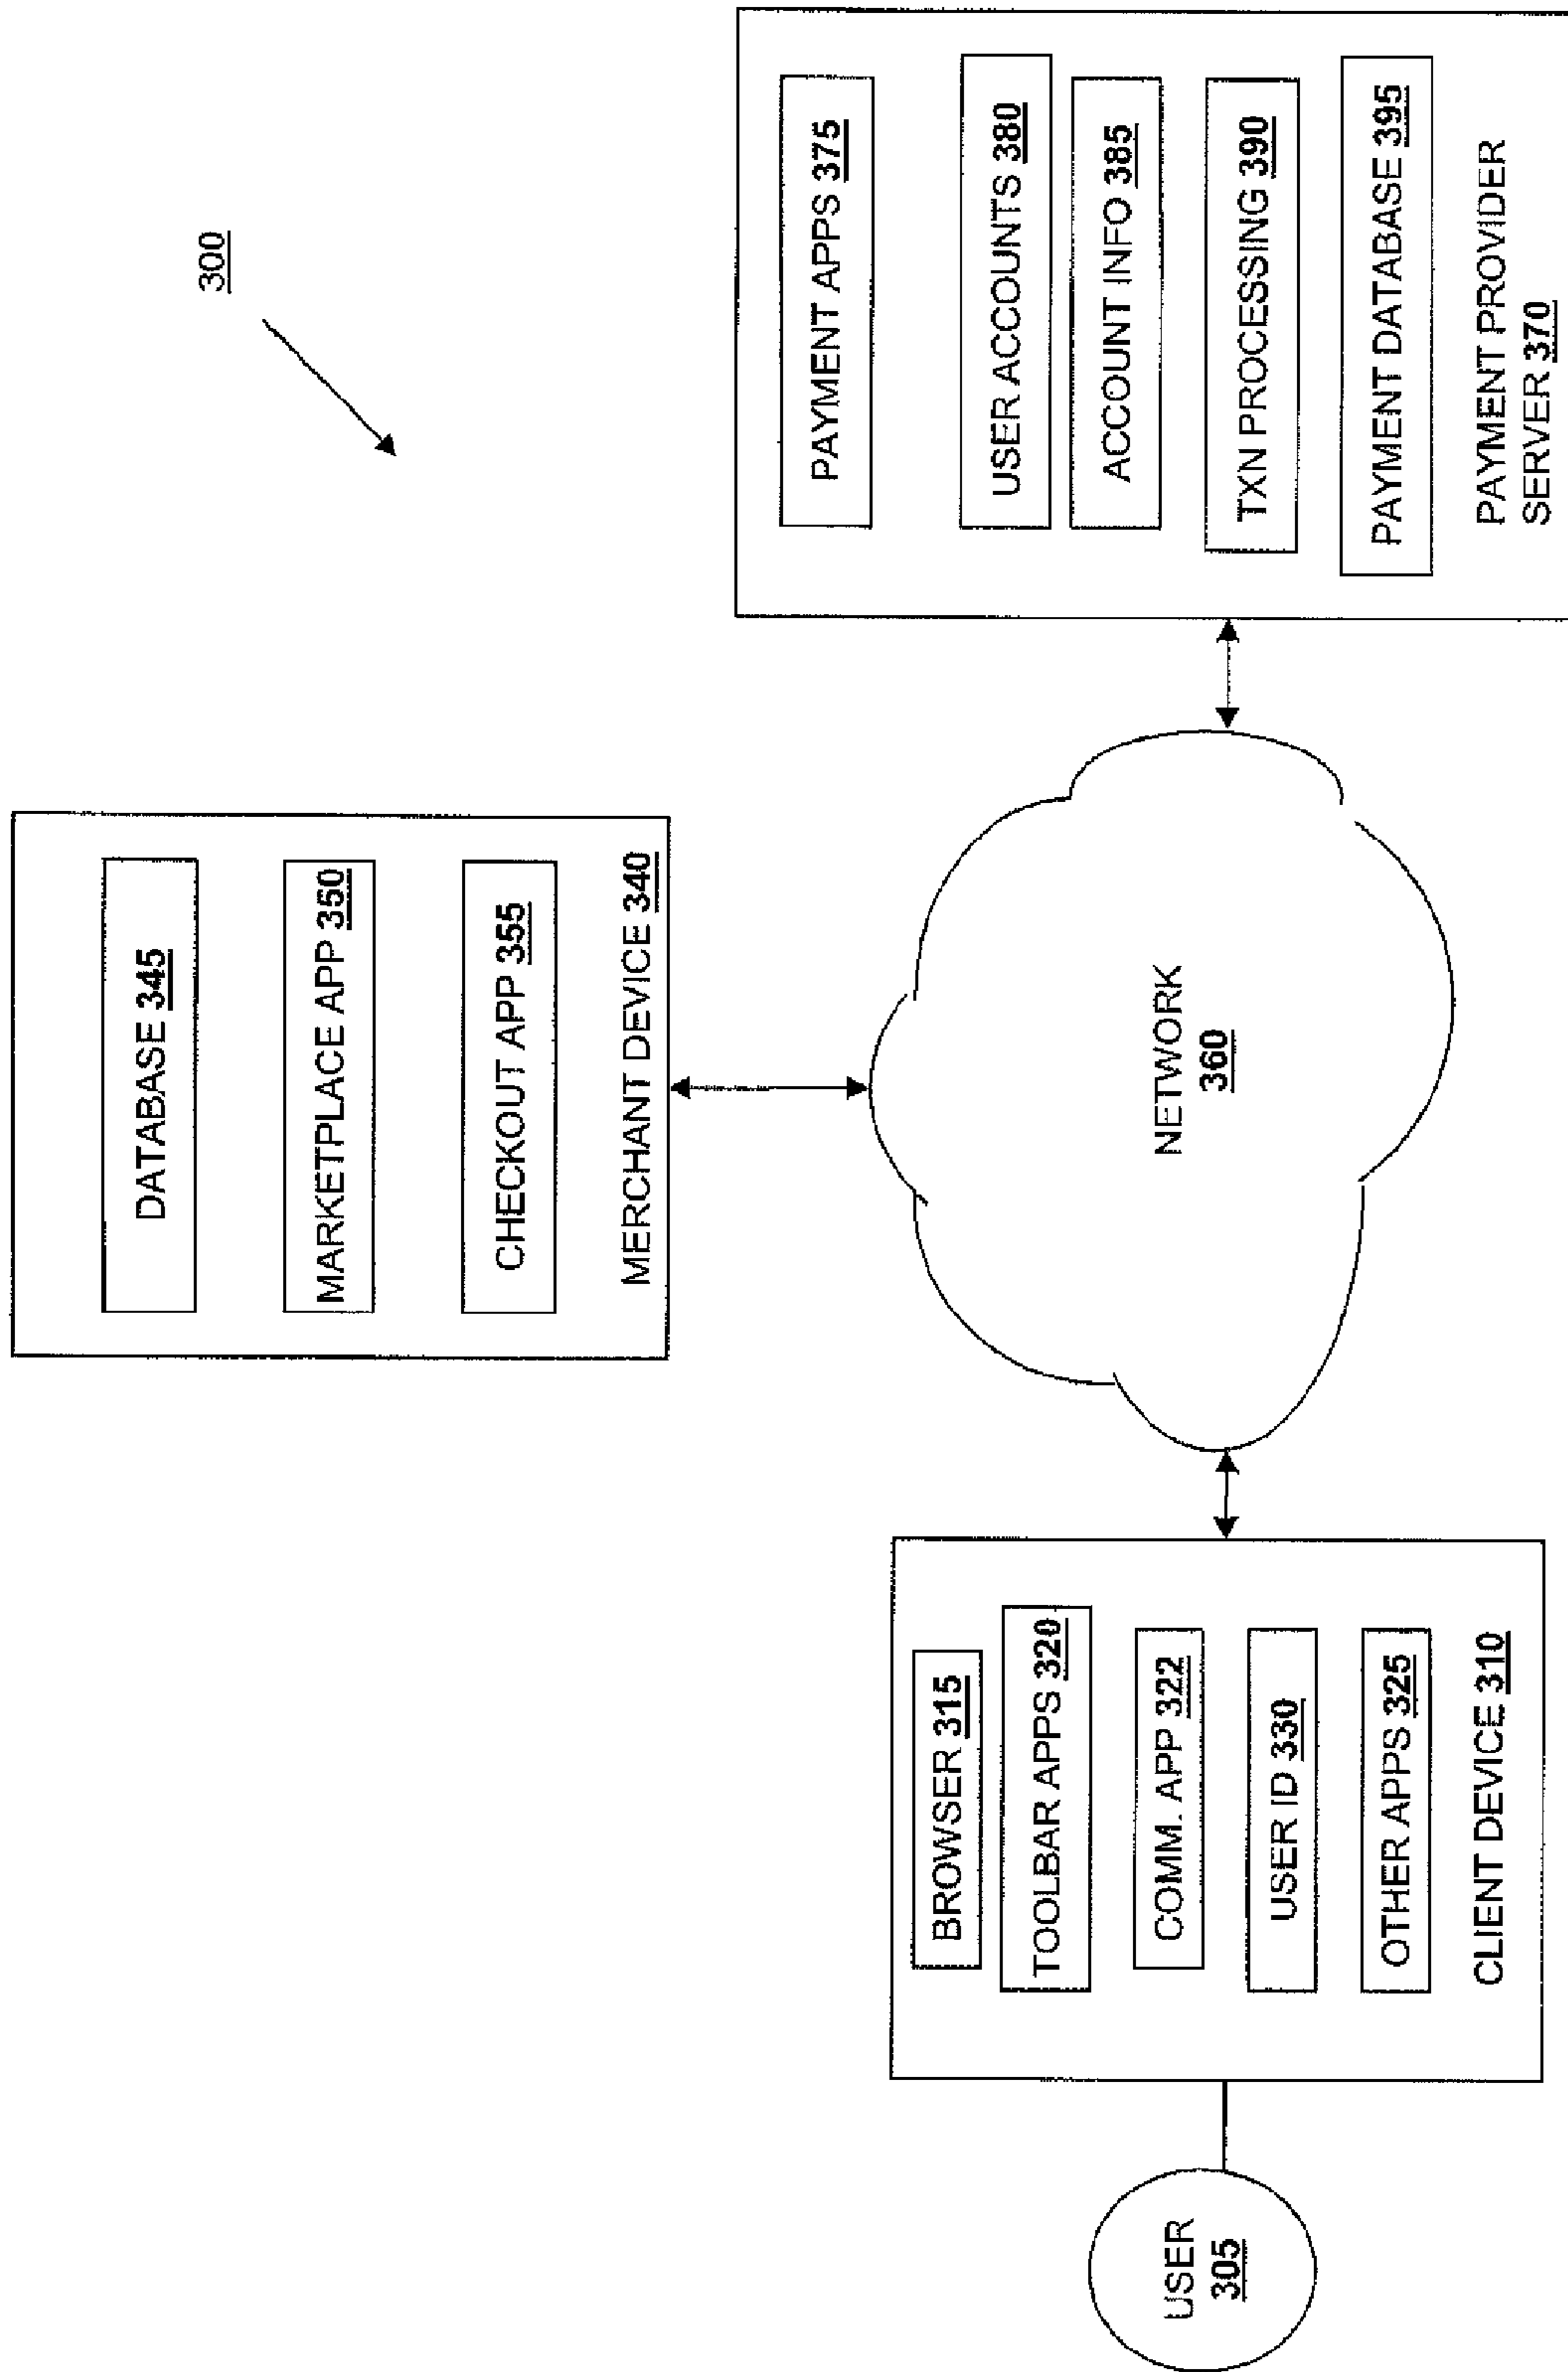 300
DATABASE 345
MARKETPLACE APP 350
CHECKOUT APP 355
MERCHANT DEVICE 340
USER
305
BROWSER 315
TOOLBAR APPS 320
COMM. APP 322
USER ID 330
OTHER APPS 325
CLIENT DEVICE 310
NETWORK
360
PAYMENT APPS 375
USER ACCOUNTS 380
ACCOUNT INFO 385
TXN PROCESSING 390
PAYMENT DATABASE 395
PAYMENT PROVIDER
SERVER 370